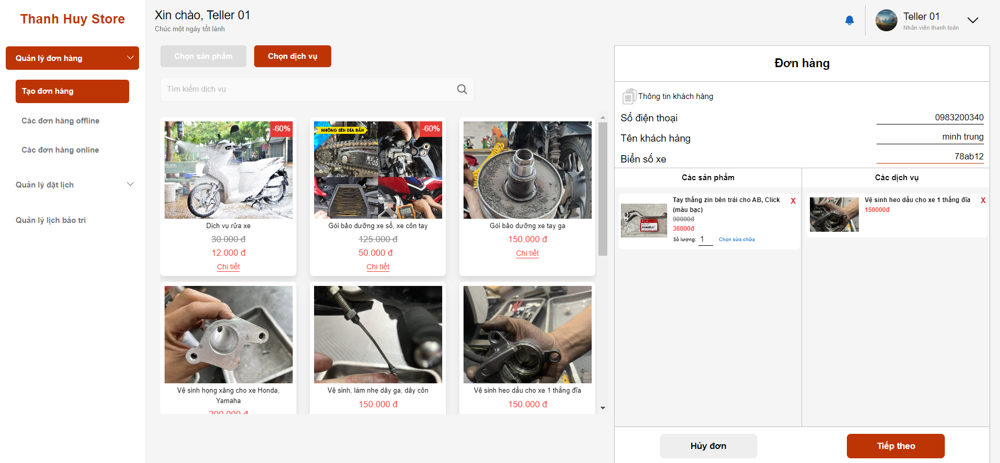 Thanh Huy Store
Quản lý đơn hàng
Tạo đơn hàng
Các đơn hàng offline
Các đơn hàng online
Quản lý đặt lịch
Quản lý lịch bảo trì
Xin chào, Teller 01
Chúc một ngày tốt lành
Teller 01
Nhân viên thanh toán
Chọn sản phẩm
Chọn dịch vụ
Tìm kiếm dịch vụ
-60%
Dịch vụ rửa xe
30.000 đ
12.000 đ
Chi tiết
NHÔNG SÊN DĨA BẨN
-60%
Gói bảo dưỡng xe số, xe côn tay
125.000 đ
50.000 đ
Chi tiết
Gói bảo dưỡng xe tay ga
150.000 đ
Chi tiết
Vệ sinh họng xăng cho xe Honda,
Yamaha
200.000 đ
Vệ sinh, làm nhẹ dây ga, dây côn
150.000 đ
Vệ sinh heo dầu cho xe 1 thắng đĩa
150.000 đ
Đơn hàng
Thông tin khách hàng
Số điện thoại
0983200340
Tên khách hàng
minh trung
Biển số xe
78ab12
Các sản phẩm
Tay thắng zin bên trái cho AB, Click
(màu bạc)
X
90000đ
36000đ
Số lượng: 1
Chọn sửa chữa
Các dịch vụ
Vệ sinh heo dầu cho xe 1 thắng đĩa
X
150000đ
Hủy đơn
Tiếp theo